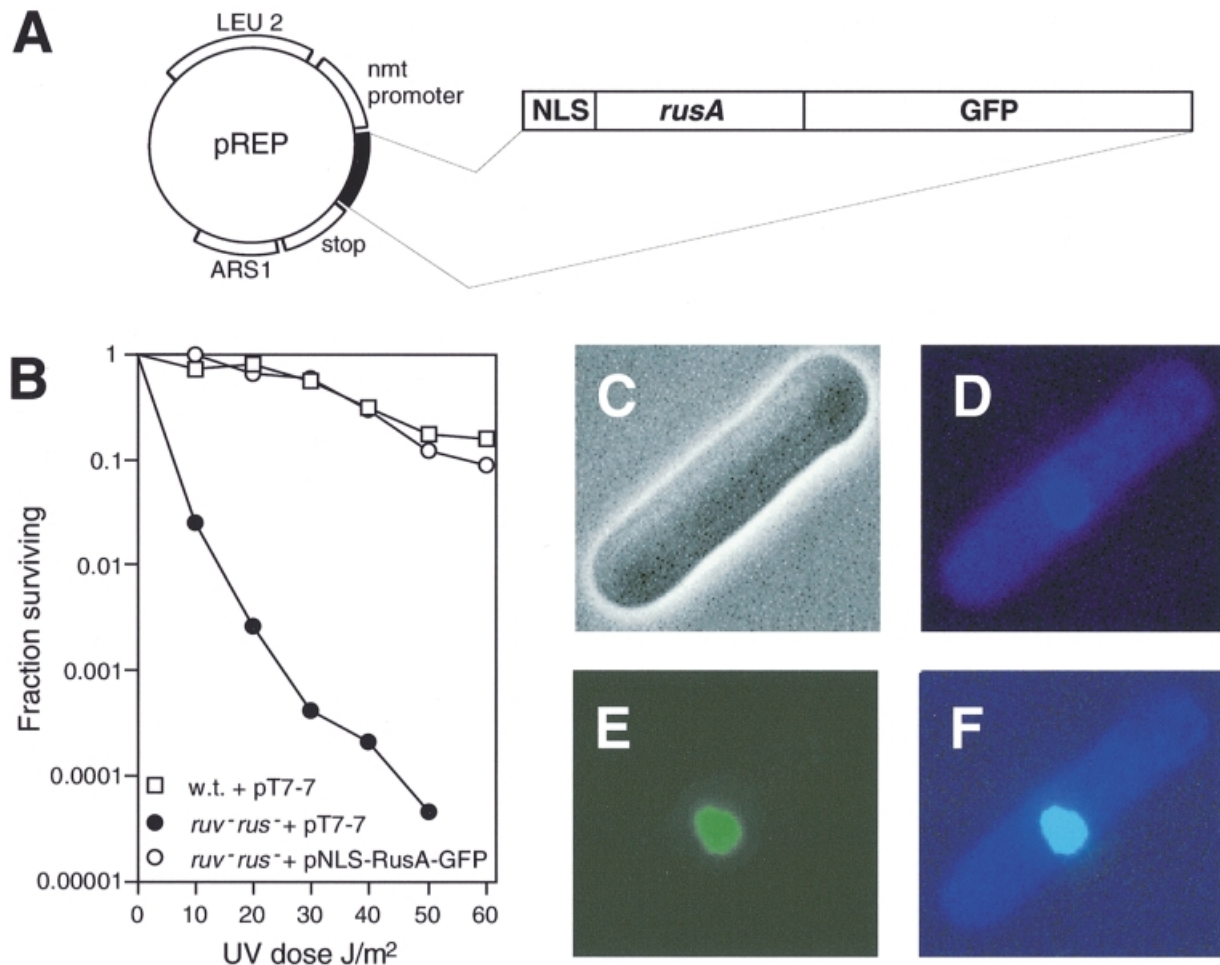 A
LEU 2
nmt
promoter
pREP
stop
ARS1
NLS rusA GFP
B
1
0.1
0.01
0.001
0.0001
0.00001
Fraction surviving
w.t. + pT7-7
ruv⁻ rus⁻ + pT7-7
ruv⁻ rus⁻ + pNLS-RusA-GFP
0 10 20 30 40 50 60
UV dose J/m²
C
D
E
F